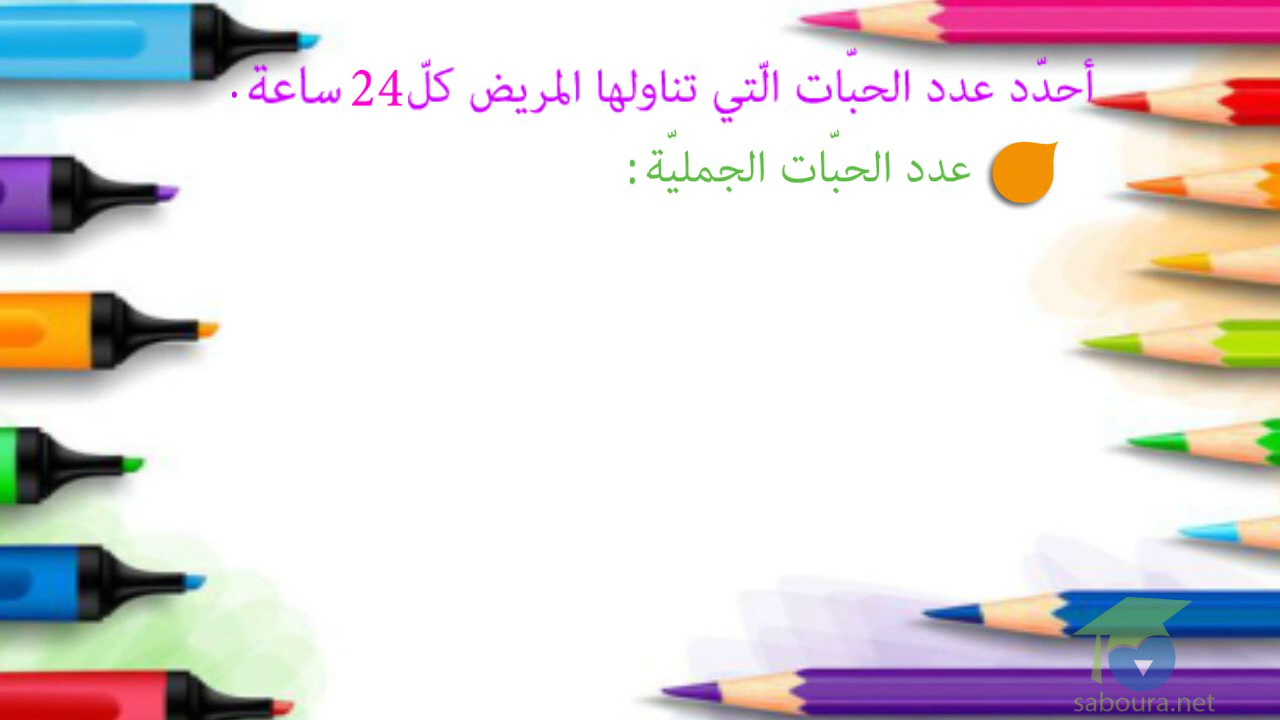 أحدّد عدد الحبّات الّتي تناولها المريض كلّ24 ساعة .
عدد الحبّات الجمليّة :
saboura.net